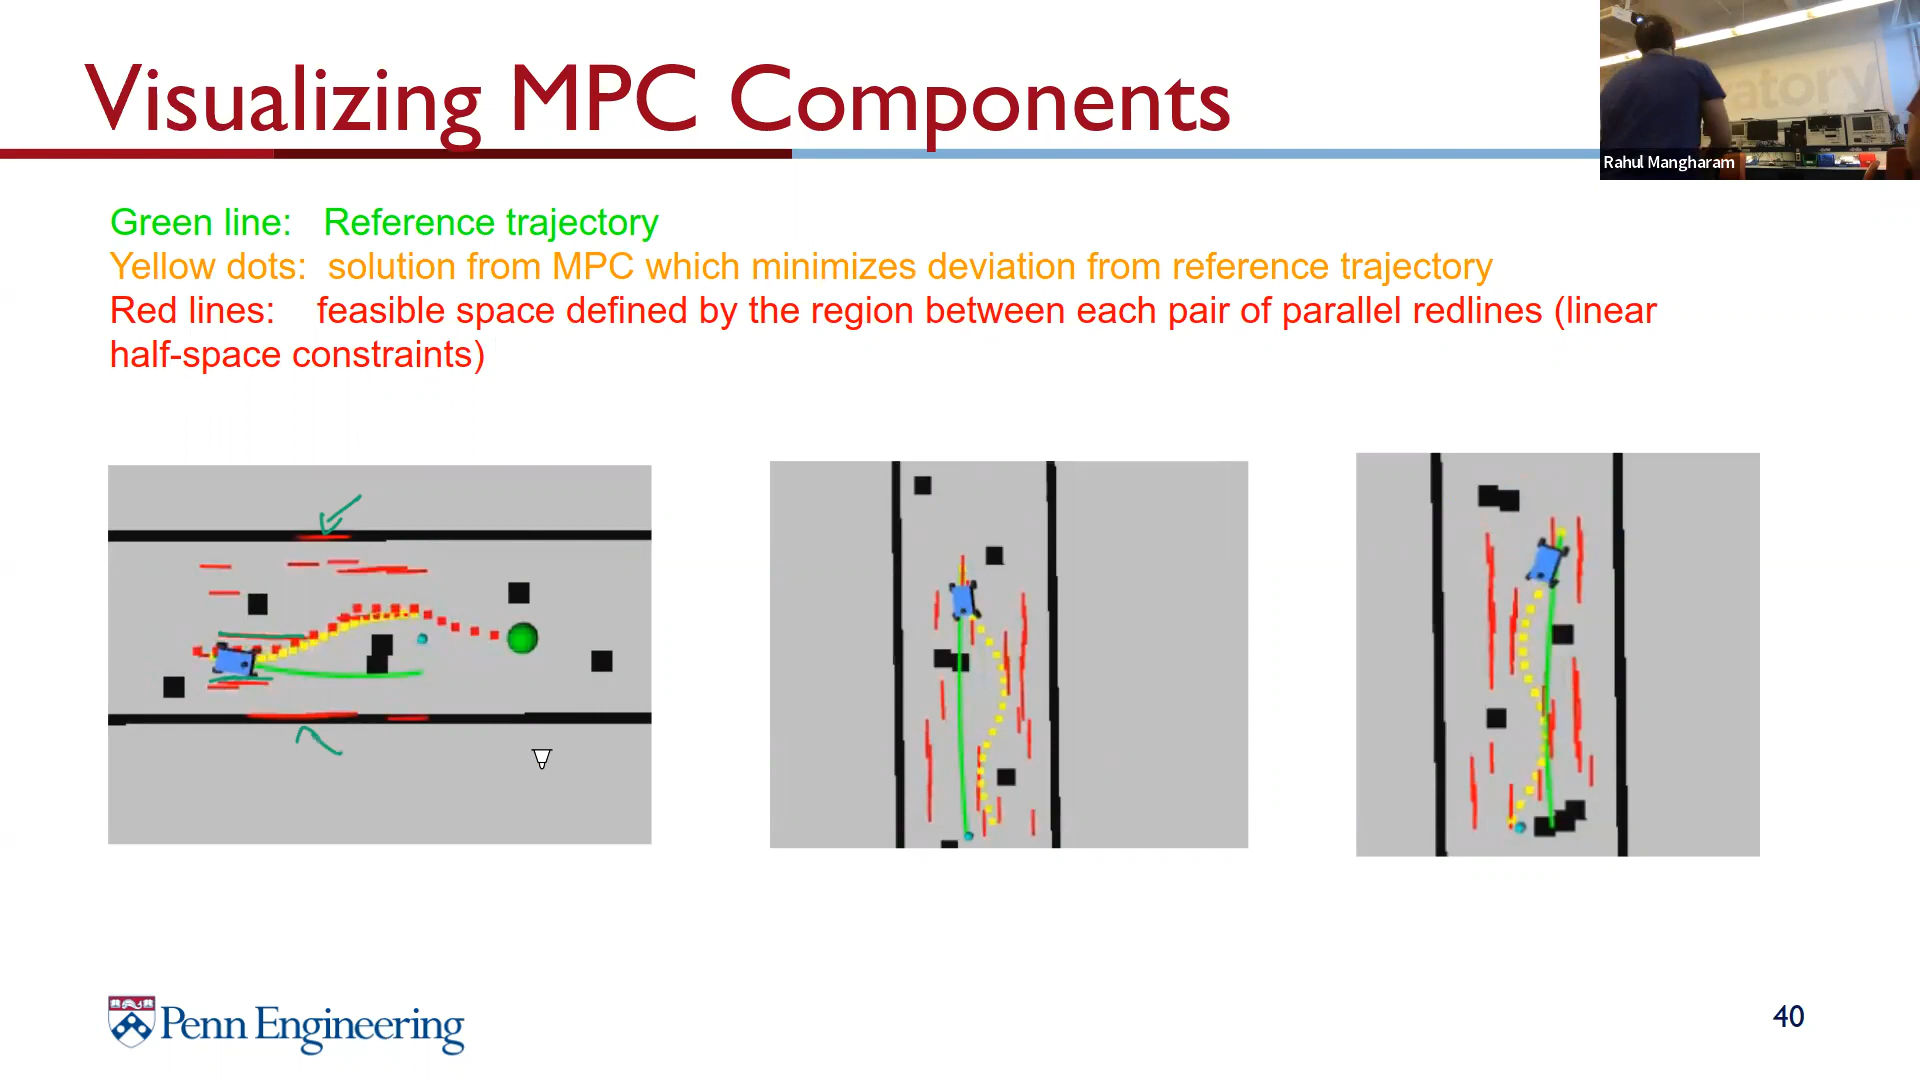 Visualizing MPC Components
atory
Rahul Mangharam
Green line: Reference trajectory
Yellow dots: solution from MPC which minimizes deviation from reference trajectory
Red lines: feasible space defined by the region between each pair of parallel redlines (linear
half-space constraints)
Penn Engineering
40